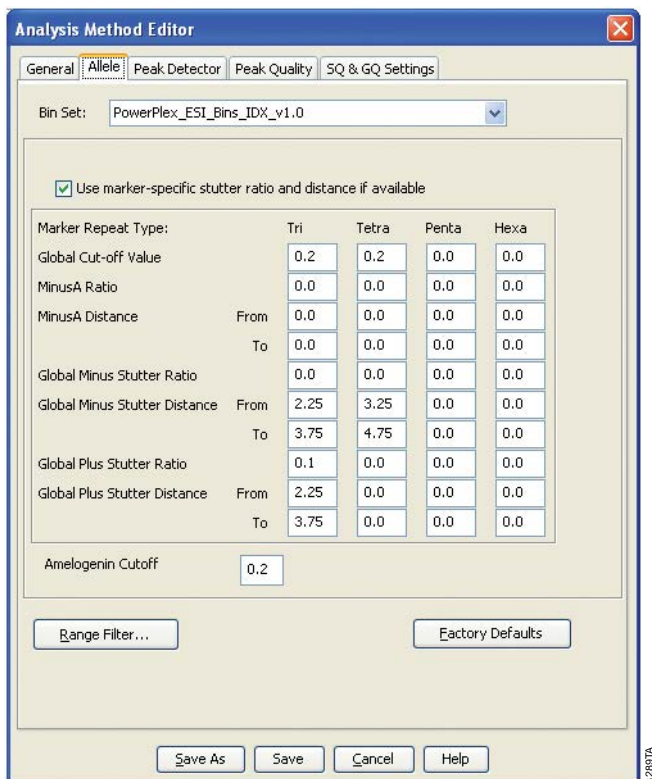 Analysis Method Editor
General Allele Peak Detector Peak Quality SQ & GQ Settings
Bin Set: PowerPlex_ESI_Bins_IDX_v1.0
Use marker-specific stutter ratio and distance if available
Marker Repeat Type: Tri Tetra Penta Hexa
Global Cut-off Value 0.2 0.2 0.0 0.0
MinusA Ratio 0.0 0.0 0.0 0.0
MinusA Distance From 0.0 0.0 0.0 0.0
To 0.0 0.0 0.0 0.0
Global Minus Stutter Ratio 0.0 0.0 0.0 0.0
Global Minus Stutter Distance From 2.25 3.25 0.0 0.0
To 3.75 4.75 0.0 0.0
Global Plus Stutter Ratio 0.1 0.0 0.0 0.0
Global Plus Stutter Distance From 2.25 0.0 0.0 0.0
To 3.75 0.0 0.0 0.0
Amelogenin Cutoff 0.2
Range Filter... Factory Defaults
Save As Save Cancel Help